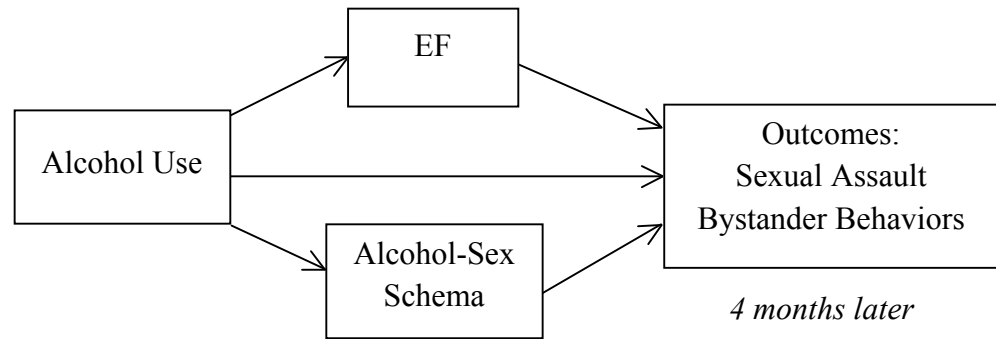 EF
Alcohol Use
Outcomes:
Sexual Assault
Bystander Behaviors
Alcohol-Sex
Schema
4 months later